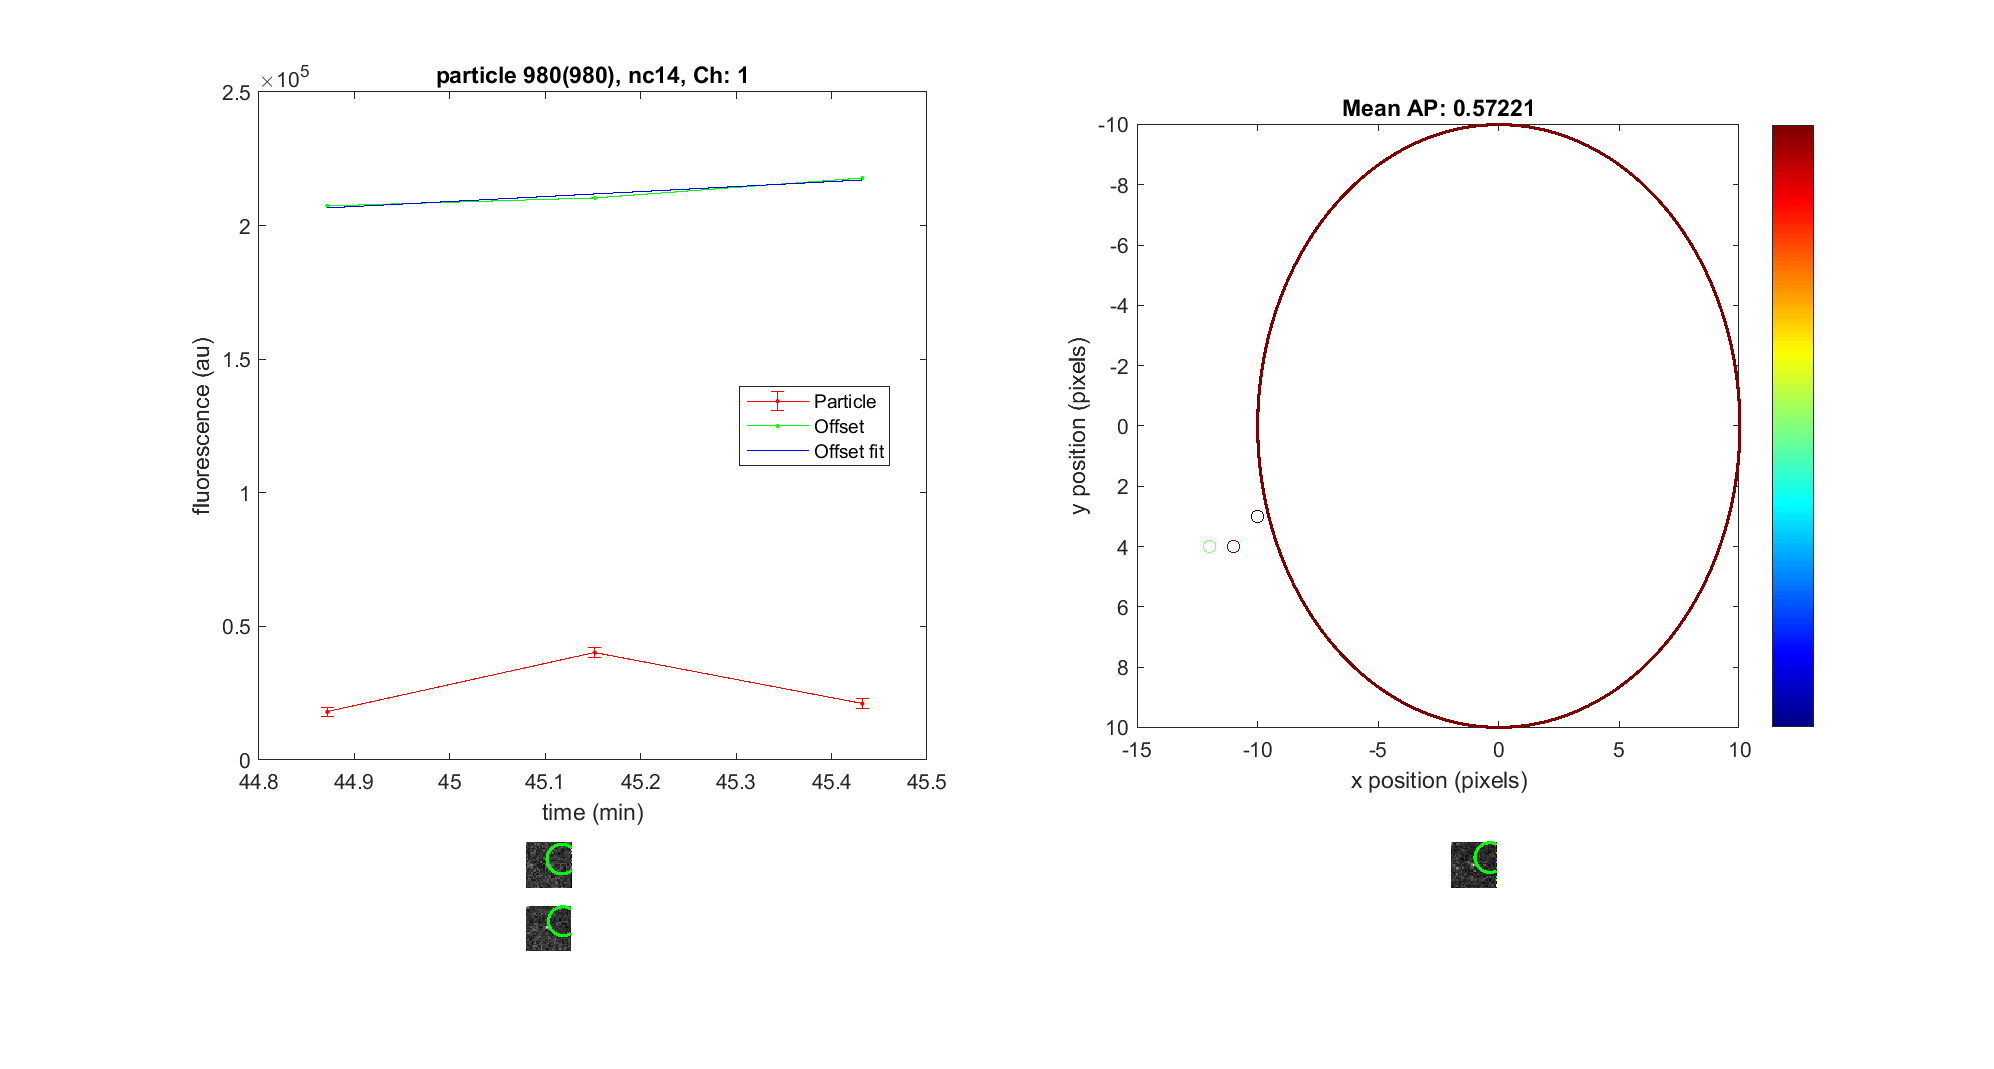 particle 980(980), nc14, Ch: 1
×10^5
2.5
2
1.5
1
0.5
0
fluorescence (au)
44.8 44.9 45 45.1 45.2 45.3 45.4 45.5
time (min)
Particle
Offset
Offset fit
Mean AP: 0.57221
-10
-8
-6
-4
-2
0
2
4
6
8
10
y position (pixels)
-15 -10 -5 0 5 10
x position (pixels)